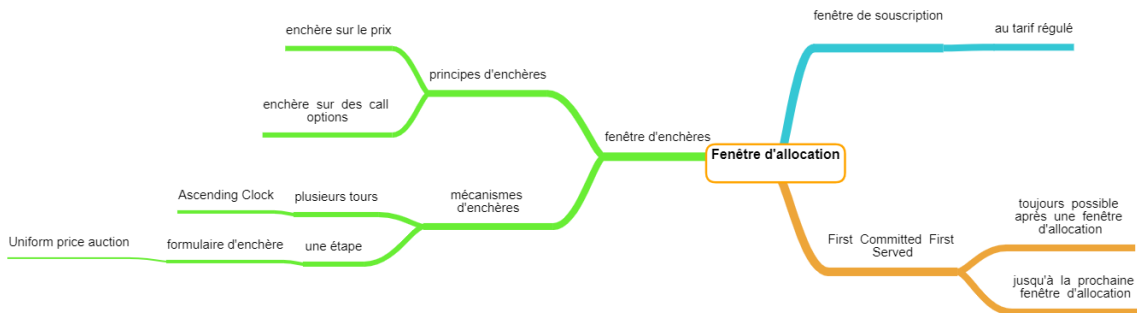 fenêtre de souscription
au tarif régulé
enchère sur le prix
principes d'enchères
enchère sur des call
options
fenêtre d'enchères
Fenêtre d'allocation
Ascending Clock
plusieurs tours
mécanismes
d'enchères
Uniform price auction
formulaire d'enchère
une étape
First Committed First
Served
toujours possible
après une fenêtre
d'allocation
jusqu'à la prochaine
fenêtre d'allocation